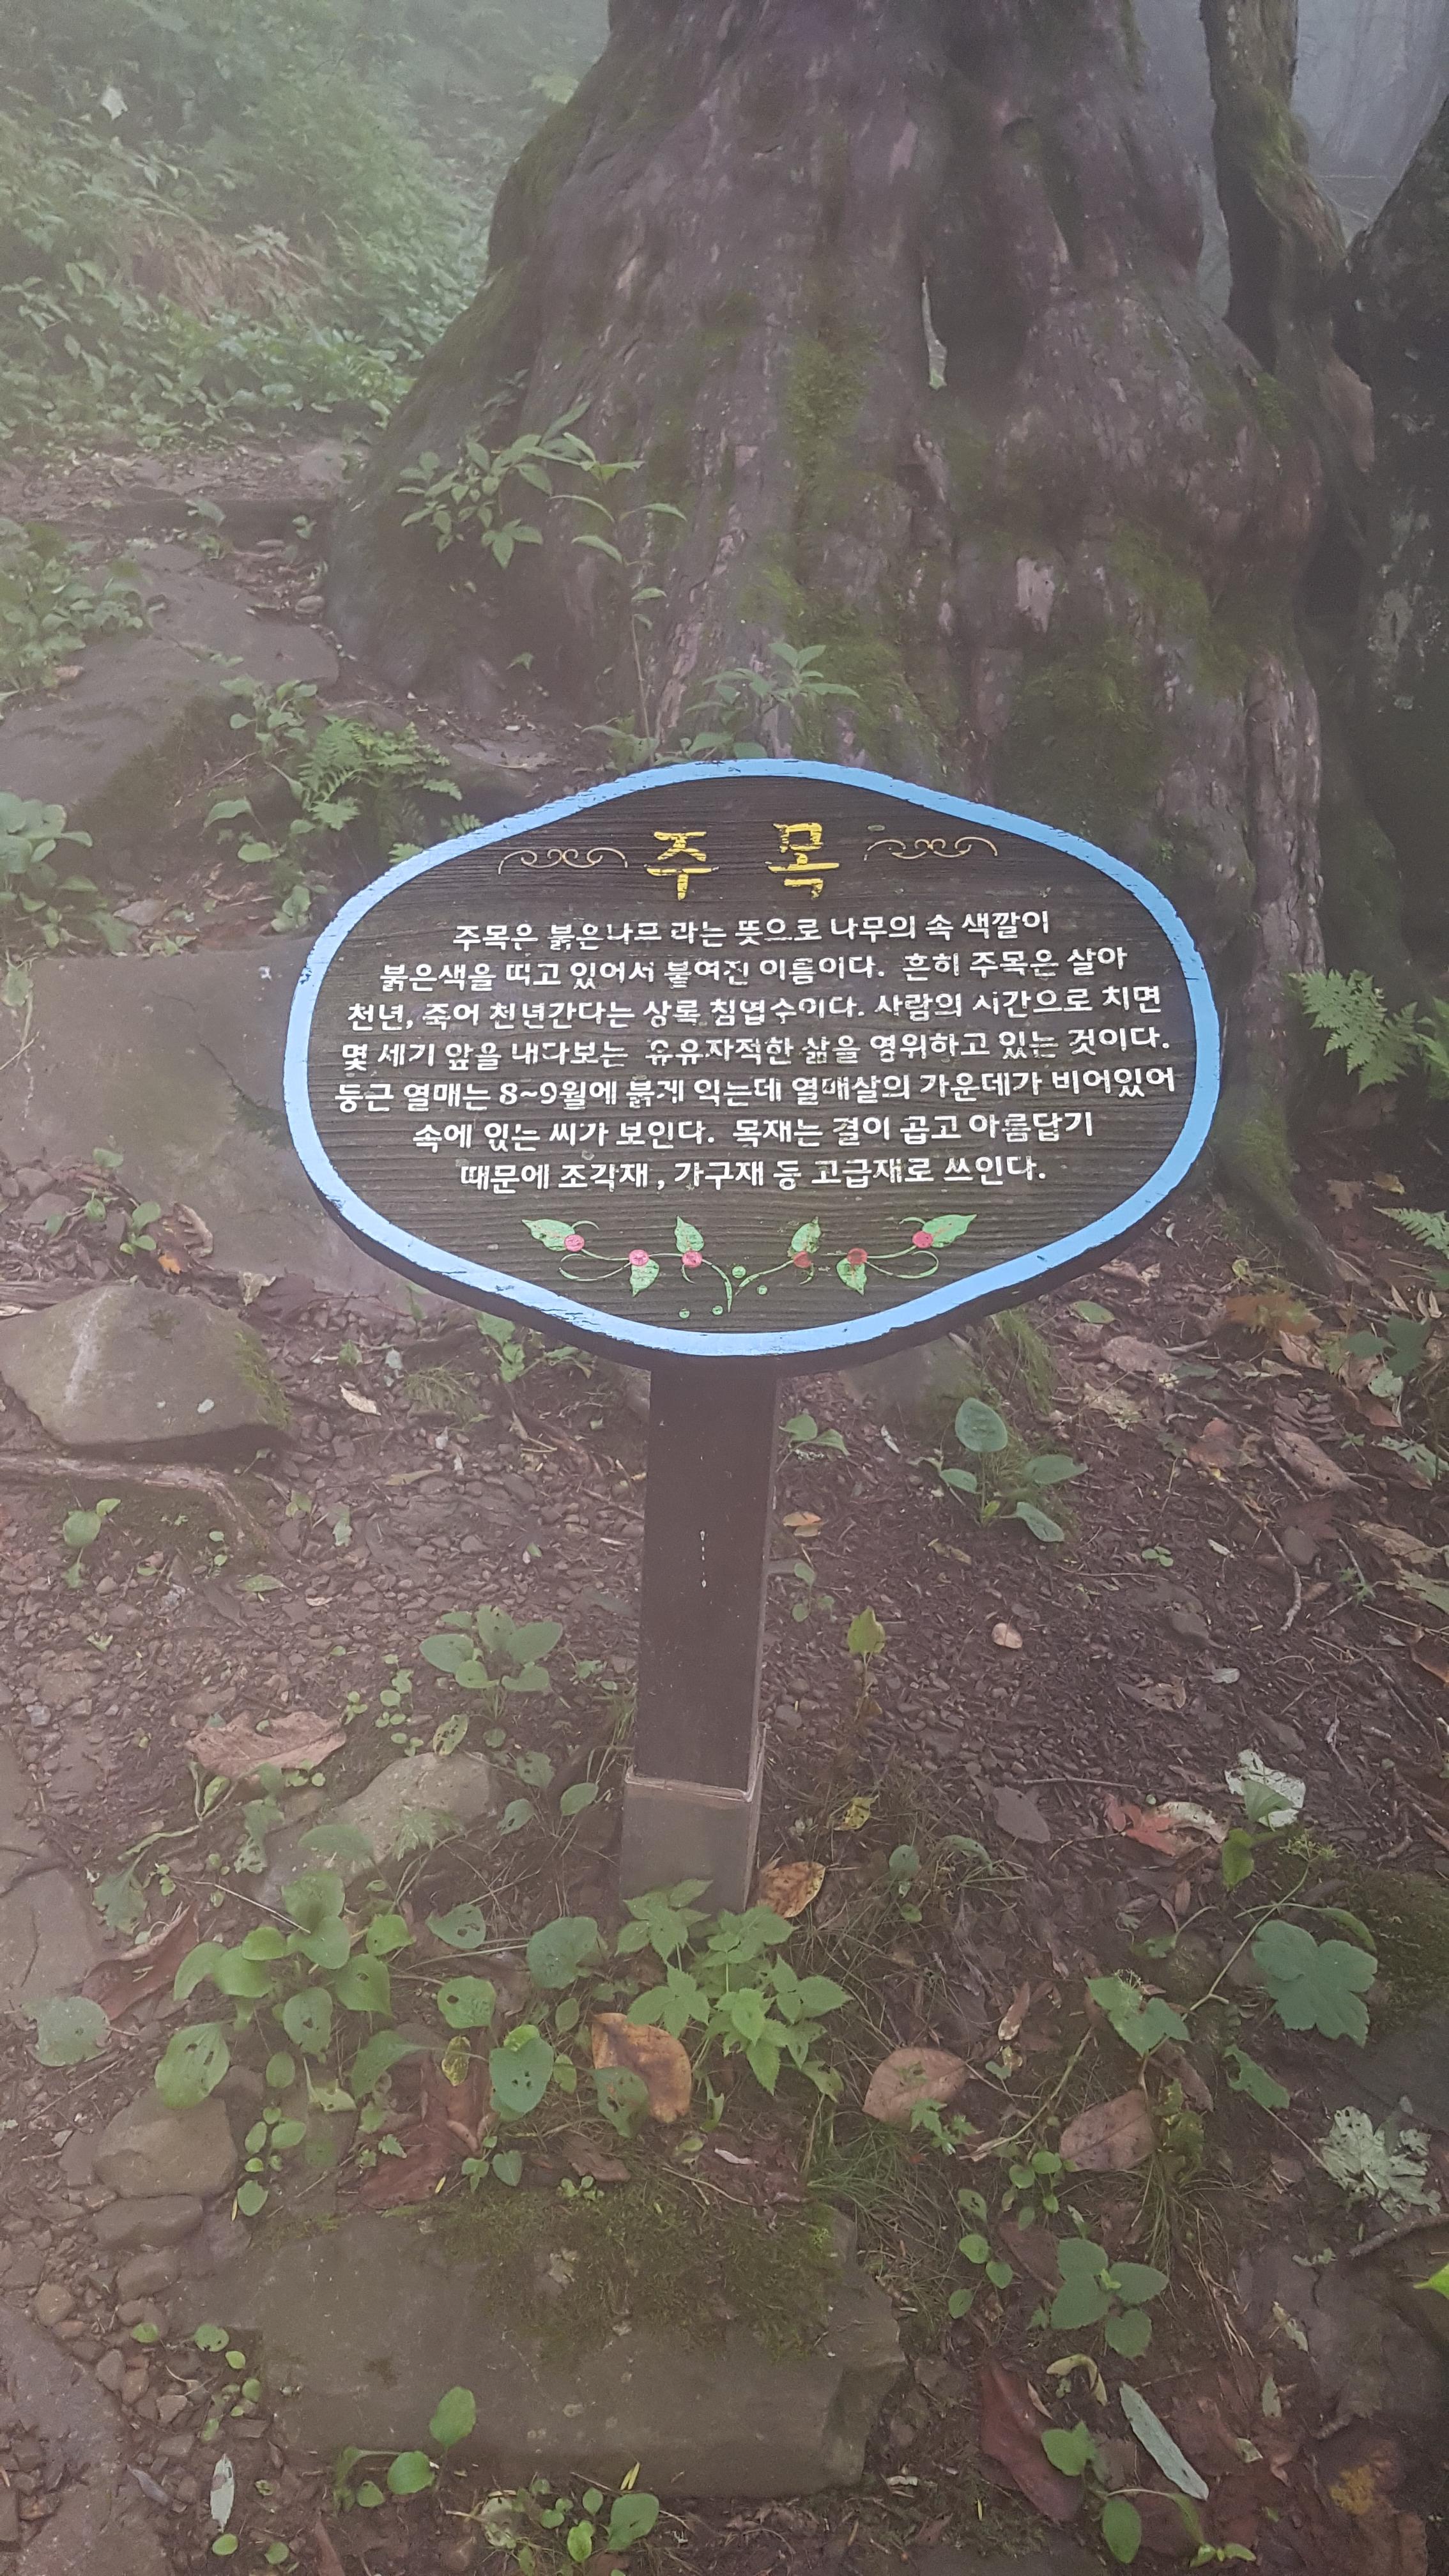 주 목
주목은 붉은나무 라는 뜻으로 나무의 속 색깔이
붉은색을 띠고 있어서 붙여진 이름이다. 흔히 주목은 살아
천년, 죽어 천년간다는 상록 침엽수이다. 사람의 시간으로 치면
몇 세기 앞을 내다보는 유유자적한 삶을 영위하고 있는 것이다.
둥근 열매는 8~9월에 붉게 익는데 열매살의 가운데가 비어있어
속에 있는 씨가 보인다. 목재는 결이 곱고 아름답기
때문에 조각재, 가구재 등 고급재로 쓰인다.